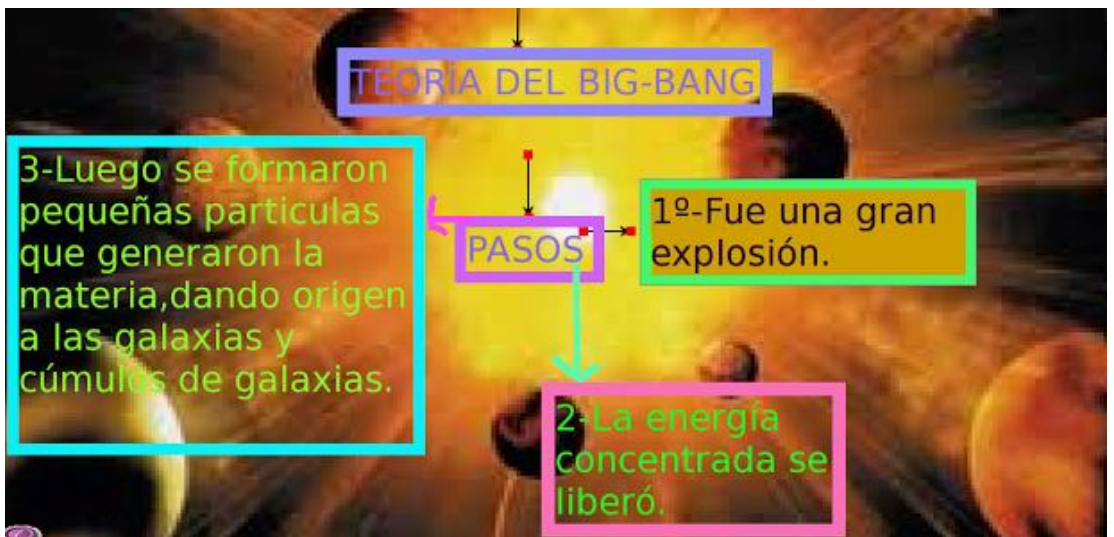 TEORÍA DEL BIG-BANG
PASOS
1º-Fue una gran
explosión.
2-La energía
concentrada se
liberó.
3-Luego se formaron
pequeñas particulas
que generaron la
materia,dando origen
a las galaxias y
cúmulos de galaxias.